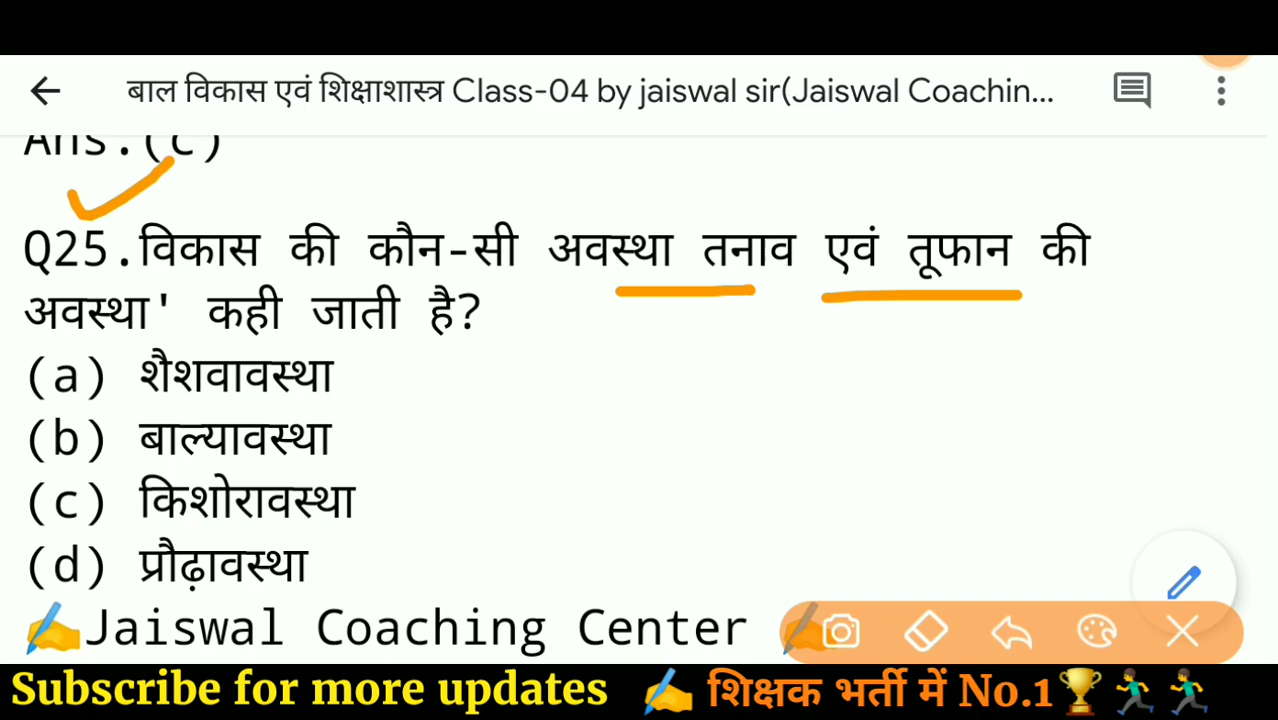 बाल विकास एवं शिक्षाशास्त्र Class-04 by jaiswal sir(Jaiswal Coachin...
Ans.(c)
Q25.विकास की कौन-सी अवस्था तनाव एवं तूफान की
अवस्था' कही जाती है?
(a) शैशवावस्था
(b) बाल्यावस्था
(c) किशोरावस्था
(d) प्रौढ़ावस्था
✍️Jaiswal Coaching Center ✍️
Subscribe for more updates ✍️ शिक्षक भर्ती में No.1🏆🏃‍♂️🏃‍♂️